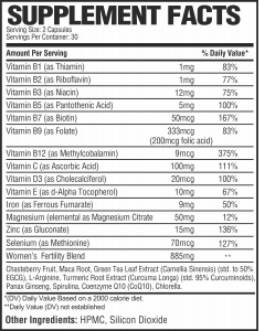 SUPPLEMENT FACTS
Serving Size: 2 Capsules
Servings Per Container: 30
Amount Per Serving % Daily Value*
Vitamin B1 (as Thiamin) 1mg 83%
Vitamin B2 (as Riboflavin) 1mg 77%
Vitamin B3 (as Niacin) 12mg 75%
Vitamin B5 (as Pantothenic Acid) 5mg 100%
Vitamin B7 (as Biotin) 50mcg 167%
Vitamin B9 (as Folate) 333mcg 83%
(200mcg folic acid)
Vitamin B12 (as Methylcobalamin) 9mcg 375%
Vitamin C (as Ascorbic Acid) 100mg 111%
Vitamin D3 (as Cholecalciferol) 20mcg 100%
Vitamin E (as d-Alpha Tocopherol) 10mg 67%
Iron (as Ferrous Fumarate) 9mg 50%
Magnesium (elemental as Magnesium Citrate) 50mg 12%
Zinc (as Gluconate) 15mg 136%
Selenium (as Methionine) 70mcg 127%
Women's Fertility Blend 885mg **
Chasteberry Fruit, Maca Root, Green Tea Leaf Extract (Camellia Sinensis) (std. to 50%
EGCG), L-Arginine, Turmeric Root Extract (Curcuma Longa) (std. 95% Curcuminoids),
Panax Ginseng, Spirulina, Coenzyme Q10 (CoQ10), Chlorella.
*(DV) Daily Value Based on a 2000 calorie diet.
**Daily Value (DV) not established
Other Ingredients: HPMC, Silicon Dioxide